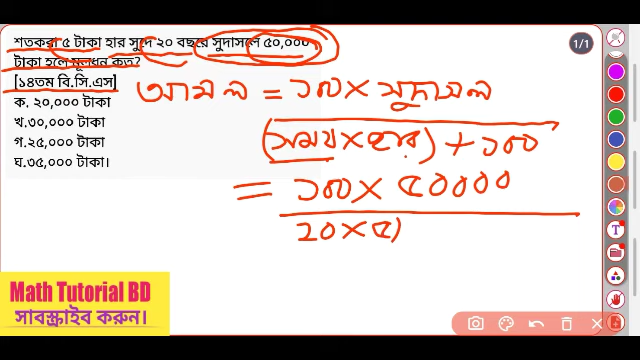 শতকরা ৫ টাকা হার সুদে ২০ বছরে সুদাসলে ৫০,০০০
টাকা হলে মূলধন কত?
[১৪তম বি.সি.এস]
ক. ২০,০০০ টাকা
খ.৩০,০০০ টাকা
গ.২৫,০০০ টাকা
ঘ.৩৫,০০০ টাকা।
আসল = ১০০ × সুদাসল
(সময় × হার) + ১০০
= ১০০ × ৫০০০০
২০ × ৫)
1/1
Math Tutorial BD
সাবস্ক্রাইব করুন।